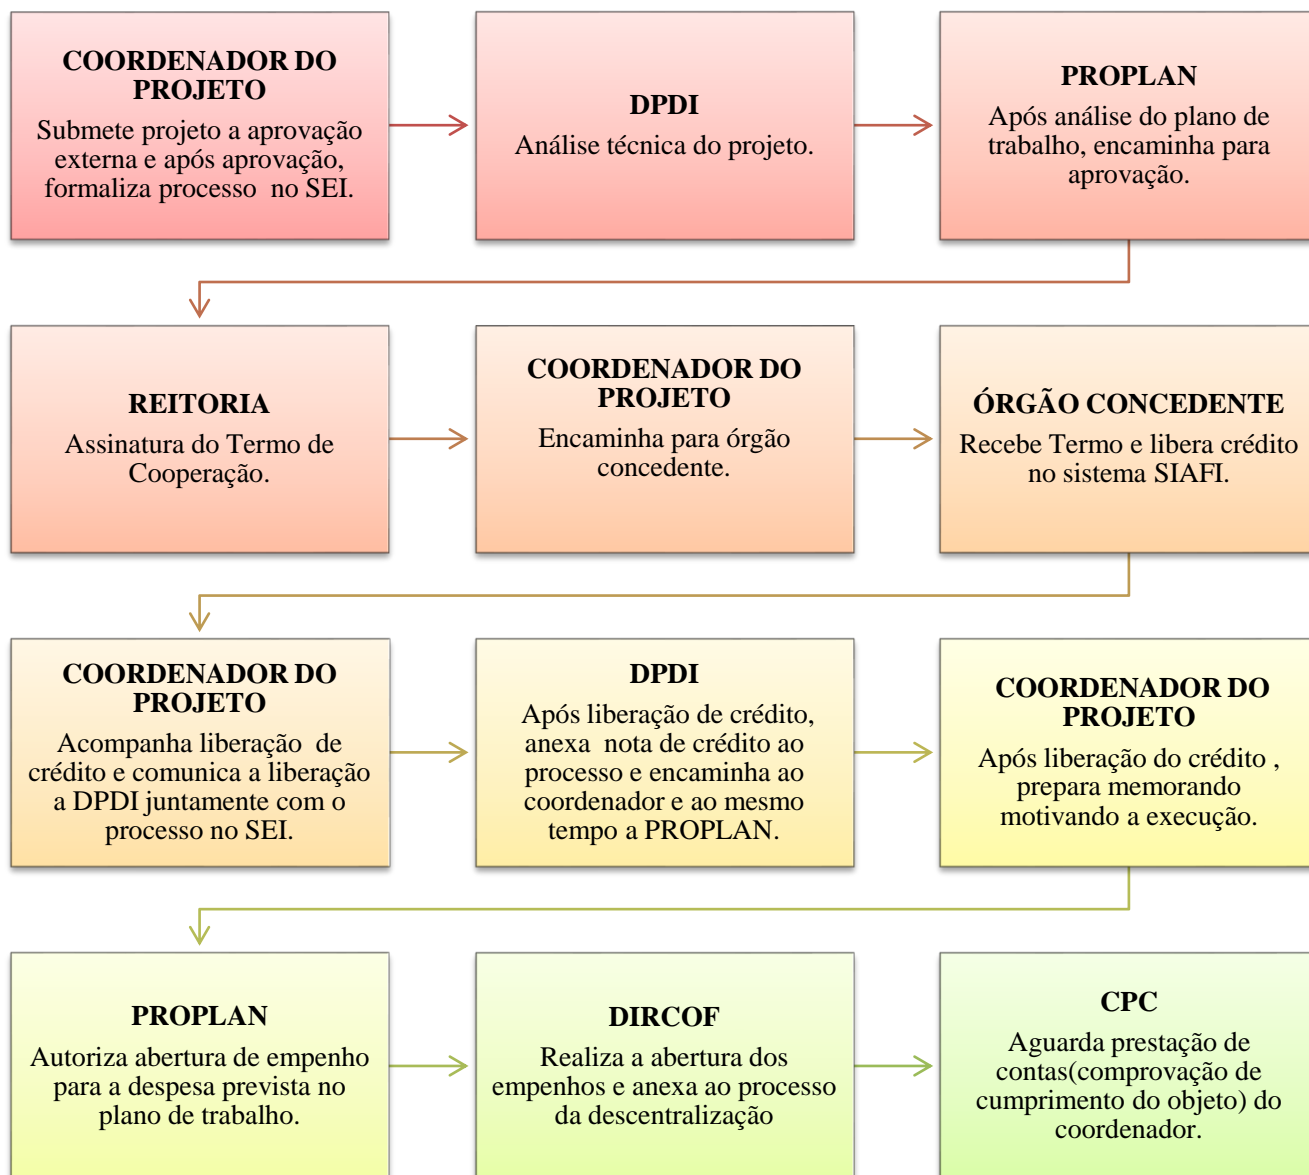 COORDENADOR DO
PROJETO
Submete projeto a aprovação
externa e após aprovação,
formaliza processo no SEI.
DPDI
Análise técnica do projeto.
PROPLAN
Após análise do plano de
trabalho, encaminha para
aprovação.
REITORIA
Assinatura do Termo de
Cooperação.
COORDENADOR DO
PROJETO
Encaminha para órgão
concedente.
ÓRGÃO CONCEDENTE
Recebe Termo e libera crédito
no sistema SIAFI.
COORDENADOR DO
PROJETO
Acompanha liberação de
crédito e comunica a liberação
a DPDI juntamente com o
processo no SEI.
DPDI
Após liberação de crédito,
anexa nota de crédito ao
processo e encaminha ao
coordenador e ao mesmo
tempo a PROPLAN.
COORDENADOR DO
PROJETO
Após liberação do crédito ,
prepara memorando
motivando a execução.
PROPLAN
Autoriza abertura de empenho
para a despesa prevista no
plano de trabalho.
DIRCOF
Realiza a abertura dos
empenhos e anexa ao processo
da descentralização
CPC
Aguarda prestação de
contas(comprovação de
cumprimento do objeto) do
coordenador.